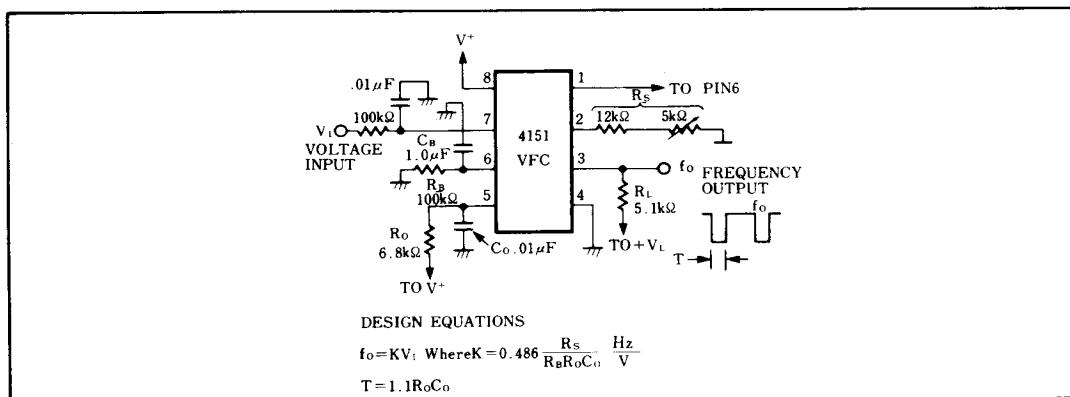 V+
.01μF
8
1
TO PIN6
RS
100kΩ
12kΩ
5kΩ
VI
7
2
VOLTAGE
INPUT
CB
1.0μF
4151
VFC
6
3
fo
FREQUENCY
OUTPUT
RB
100kΩ
RL
5.1kΩ
5
4
fo
RO
6.8kΩ
Co.01μF
TO+VL
T
TO V+
DESIGN EQUATIONS
fo=KVI WhereK=0.486 RS/RBRoCo Hz/V
T=1.1RoCo